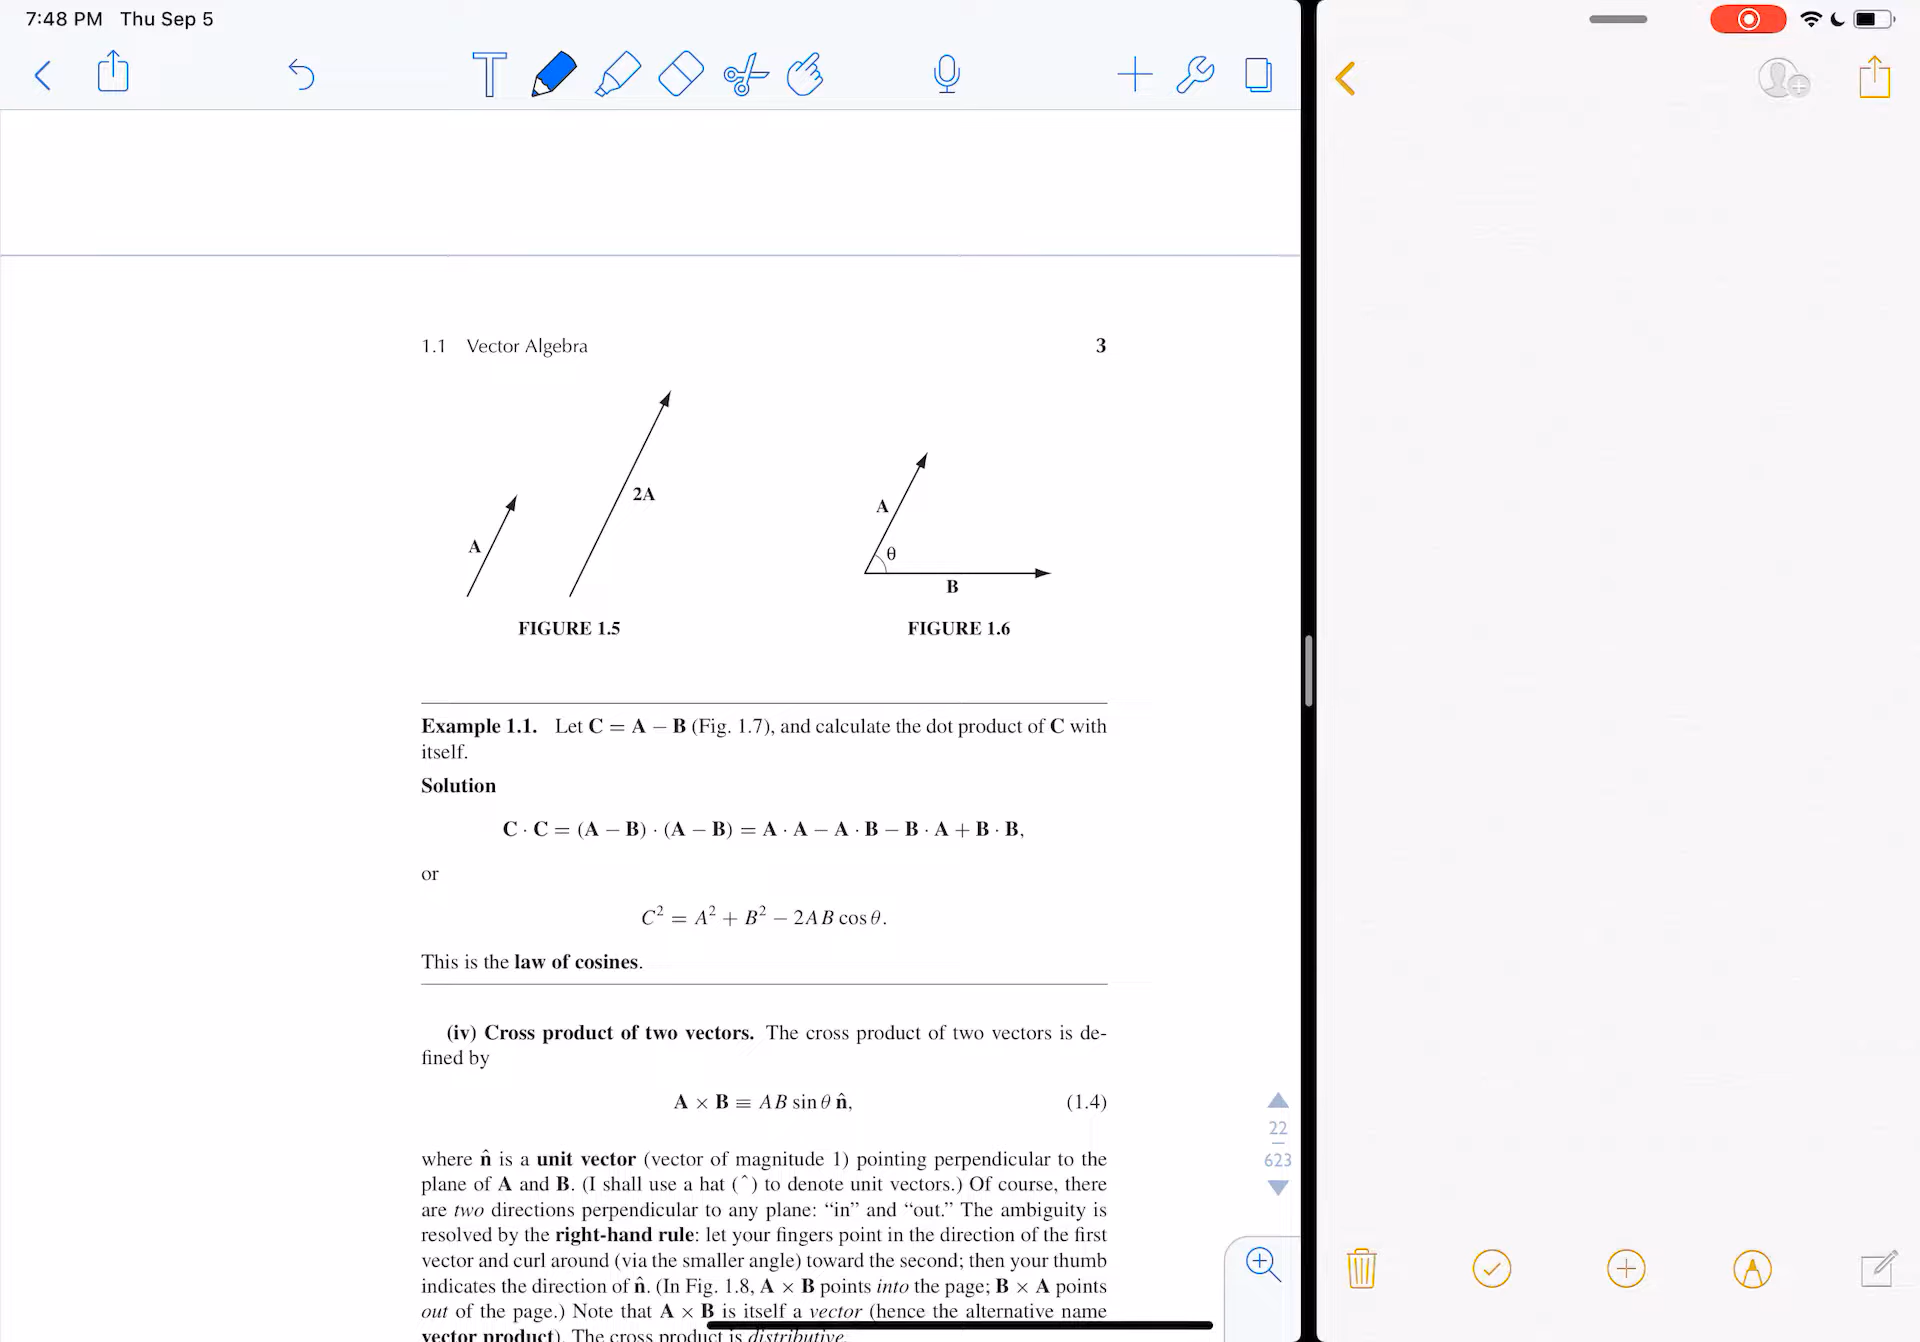 7:48 PM Thu Sep 5
1.1 Vector Algebra 3
2A
A
A
θ
B
FIGURE 1.5 FIGURE 1.6
Example 1.1. Let C = A − B (Fig. 1.7), and calculate the dot product of C with
itself.
Solution
C · C = (A − B) · (A − B) = A · A − A · B − B · A + B · B,
or
C² = A² + B² − 2AB cos θ.
This is the law of cosines.
(iv) Cross product of two vectors. The cross product of two vectors is de-
fined by
A × B ≡ AB sin θ n̂, (1.4)
where n̂ is a unit vector (vector of magnitude 1) pointing perpendicular to the
plane of A and B. (I shall use a hat (ˆ) to denote unit vectors.) Of course, there
are two directions perpendicular to any plane: “in” and “out.” The ambiguity is
resolved by the right-hand rule: let your fingers point in the direction of the first
vector and curl around (via the smaller angle) toward the second; then your thumb
indicates the direction of n̂. (In Fig. 1.8, A × B points into the page; B × A points
out of the page.) Note that A × B is itself a vector (hence the alternative name
vector product). The cross product is distributive,
22
623